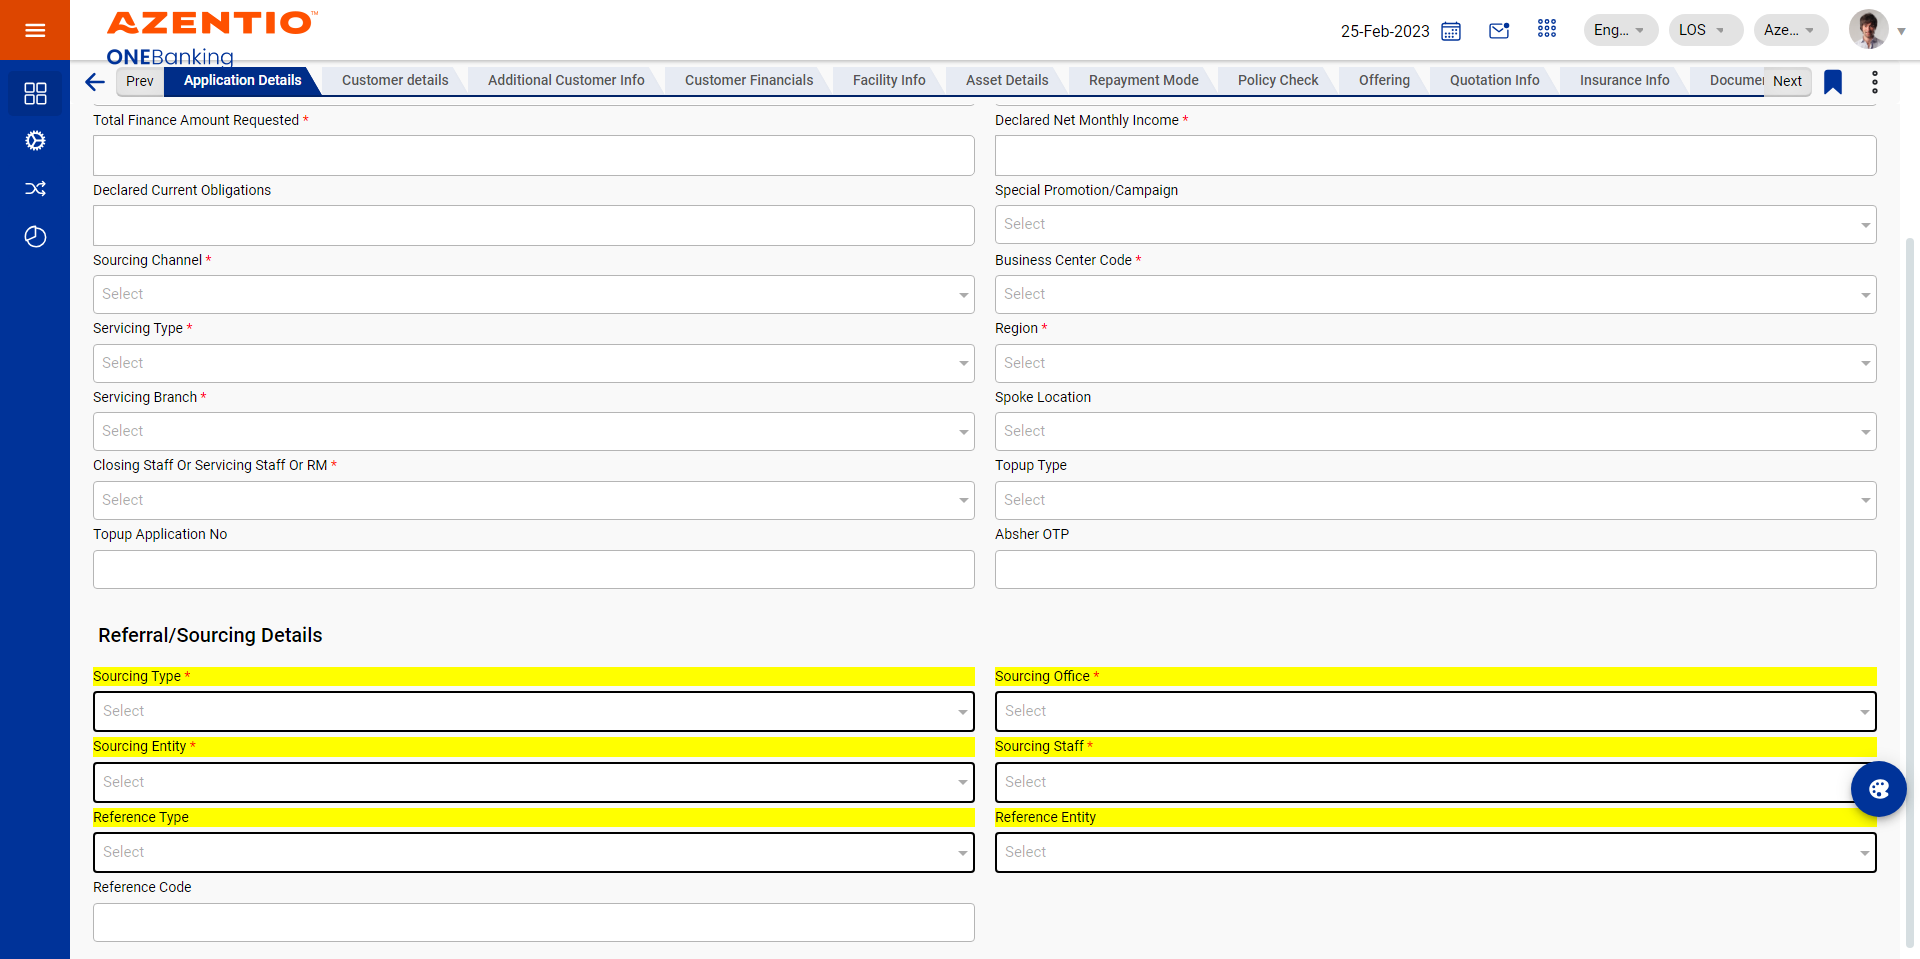 AZENTIO™
ONEBanking
25-Feb-2023
Eng...
LOS
Aze...
Prev
Application Details
Customer details
Additional Customer Info
Customer Financials
Facility Info
Asset Details
Repayment Mode
Policy Check
Offering
Quotation Info
Insurance Info
Documen
Next
Total Finance Amount Requested *
Declared Net Monthly Income *
Declared Current Obligations
Special Promotion/Campaign
Select
Sourcing Channel *
Business Center Code *
Select
Select
Servicing Type *
Region *
Select
Select
Servicing Branch *
Spoke Location
Select
Select
Closing Staff Or Servicing Staff Or RM *
Topup Type
Select
Select
Topup Application No
Absher OTP
Referral/Sourcing Details
Sourcing Type *
Sourcing Office *
Select
Select
Sourcing Entity *
Sourcing Staff *
Select
Select
Reference Type
Reference Entity
Select
Select
Reference Code